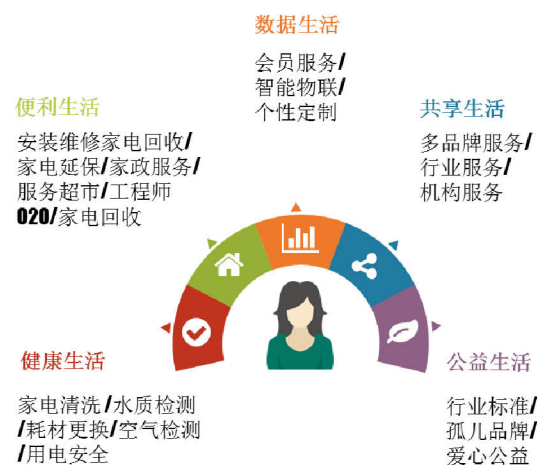 数据生活
会员服务/
智能物联/
个性定制
便利生活
安装维修家电回收/
家电延保/家政服务/
服务超市/工程师
020/家电回收
共享生活
多品牌服务/
行业服务/
机构服务
健康生活
家电清洗/水质检测
/耗材更换/空气检测
/用电安全
公益生活
行业标准/
孤儿品牌/
爱心公益